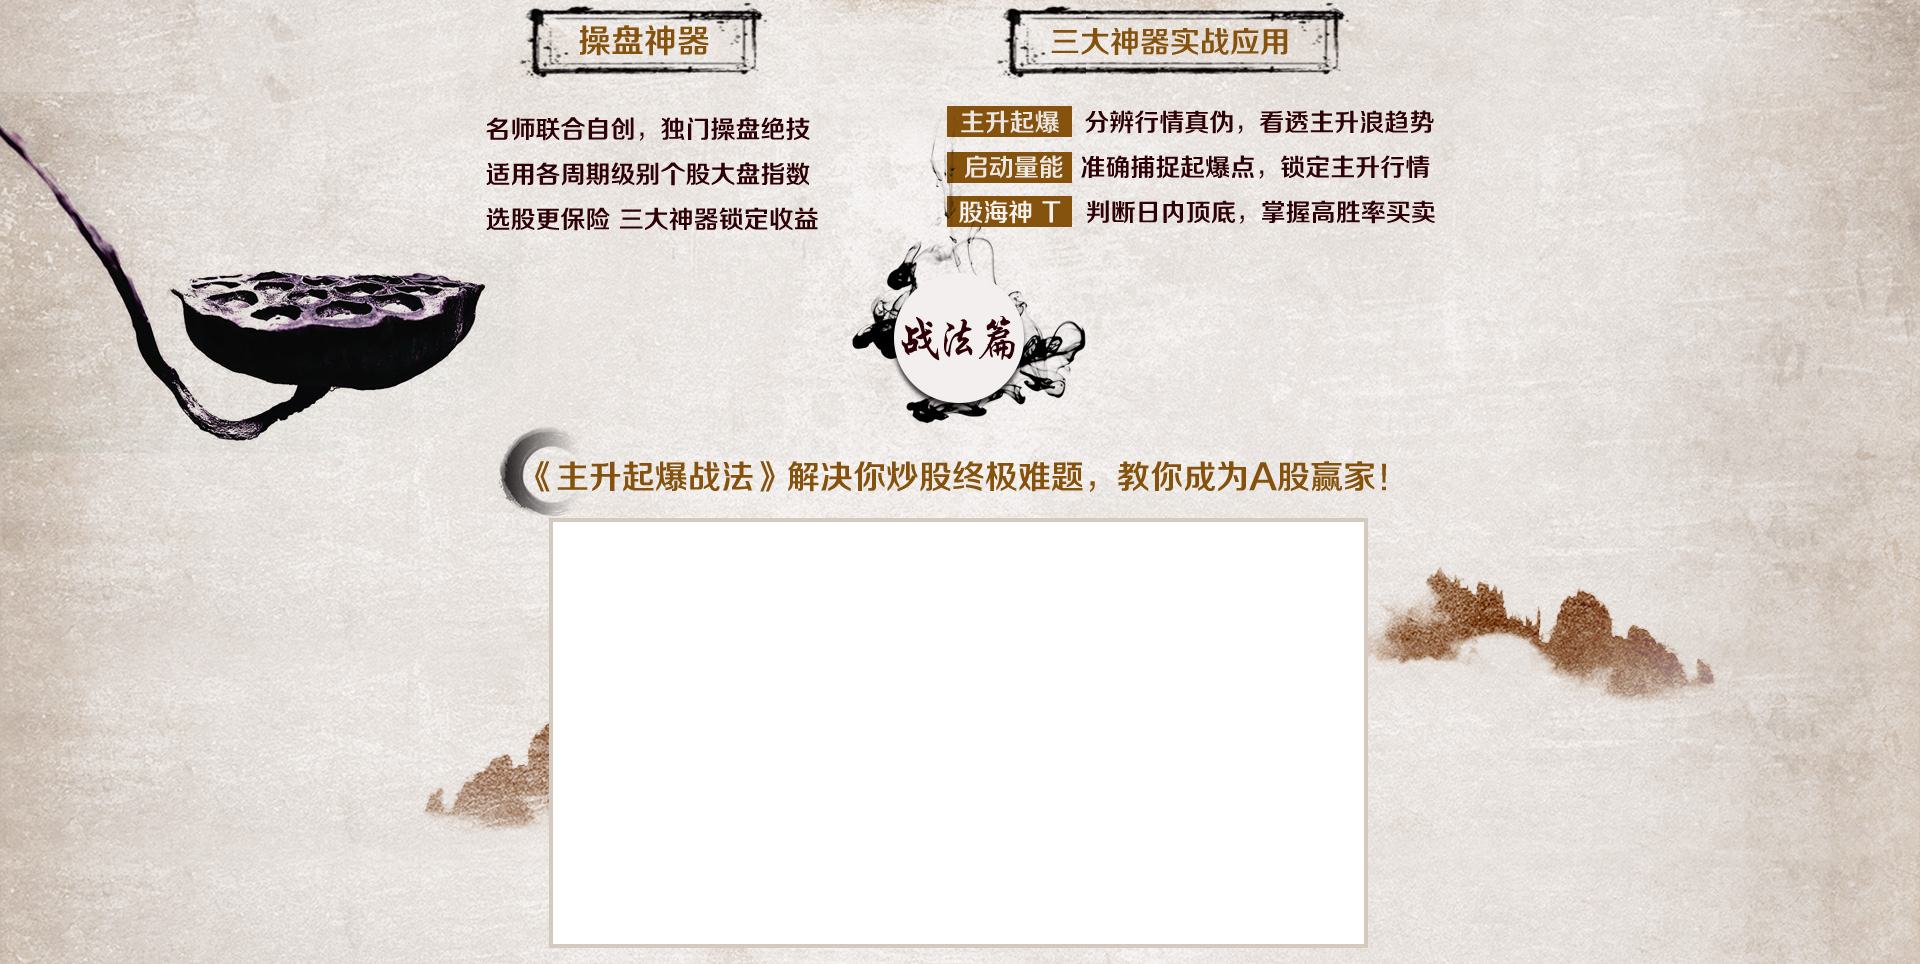 操盘神器
名师联合自创，独门操盘绝技
适用各周期级别个股大盘指数
选股更保险 三大神器锁定收益
三大神器实战应用
主升起爆 分辨行情真伪，看透主升浪趋势
启动量能 准确捕捉起爆点，锁定主升行情
股海神 T 判断日内顶底，掌握高胜率买卖
战法篇
《主升起爆战法》解决你炒股终极难题，教你成为A股赢家！